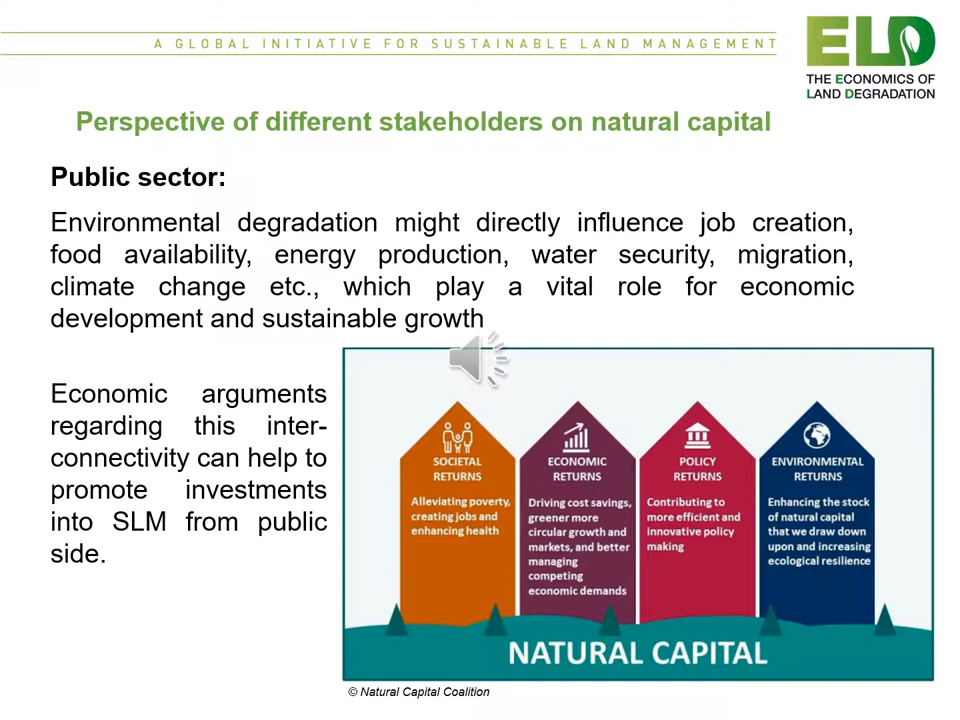 A GLOBAL INITIATIVE FOR SUSTAINABLE LAND MANAGEMENT
ELD
THE ECONOMICS OF
LAND DEGRADATION
Perspective of different stakeholders on natural capital
Public sector:
Environmental degradation might directly influence job creation,
food availability, energy production, water security, migration,
climate change etc., which play a vital role for economic
development and sustainable growth
Economic arguments
regarding this inter-
connectivity can help to
promote investments
into SLM from public
side.
SOCIETAL
RETURNS
Alleviating poverty,
creating jobs and
enhancing health
ECONOMIC
RETURNS
Driving cost savings,
greener more
circular growth and
markets, and better
managing
competing
economic demands
POLICY
RETURNS
Contributing to
more efficient and
innovative policy
making
ENVIRONMENTAL
RETURNS
Enhancing the stock
of natural capital
that we draw down
upon and increasing
ecological resilience
NATURAL CAPITAL
© Natural Capital Coalition